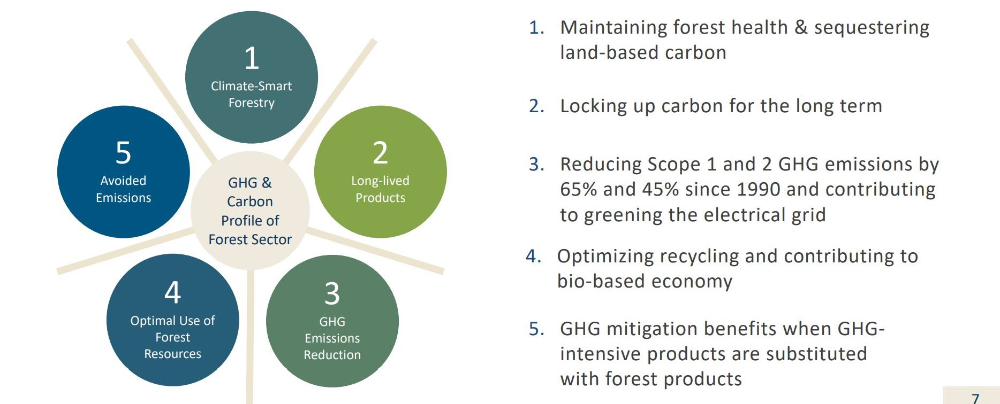 1
Climate-Smart
Forestry
2
Long-lived
Products
3
GHG
Emissions
Reduction
4
Optimal Use of
Forest
Resources
5
Avoided
Emissions
GHG &
Carbon
Profile of
Forest Sector
1. Maintaining forest health & sequestering
land-based carbon
2. Locking up carbon for the long term
3. Reducing Scope 1 and 2 GHG emissions by
65% and 45% since 1990 and contributing
to greening the electrical grid
4. Optimizing recycling and contributing to
bio-based economy
5. GHG mitigation benefits when GHG-
intensive products are substituted
with forest products
7